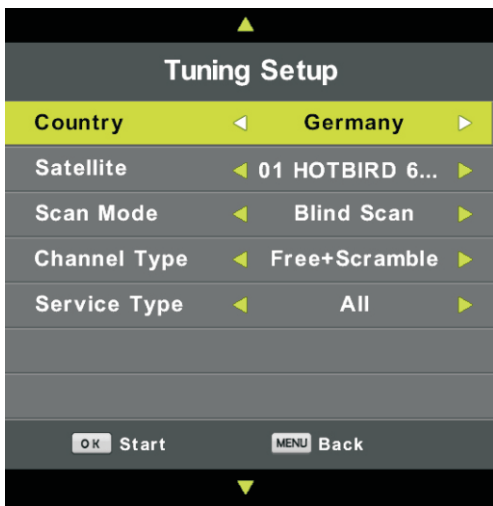 Tuning Setup
Country Germany
Satellite 01 HOTBIRD 6...
Scan Mode Blind Scan
Channel Type Free+Scramble
Service Type All
OK Start MENU Back